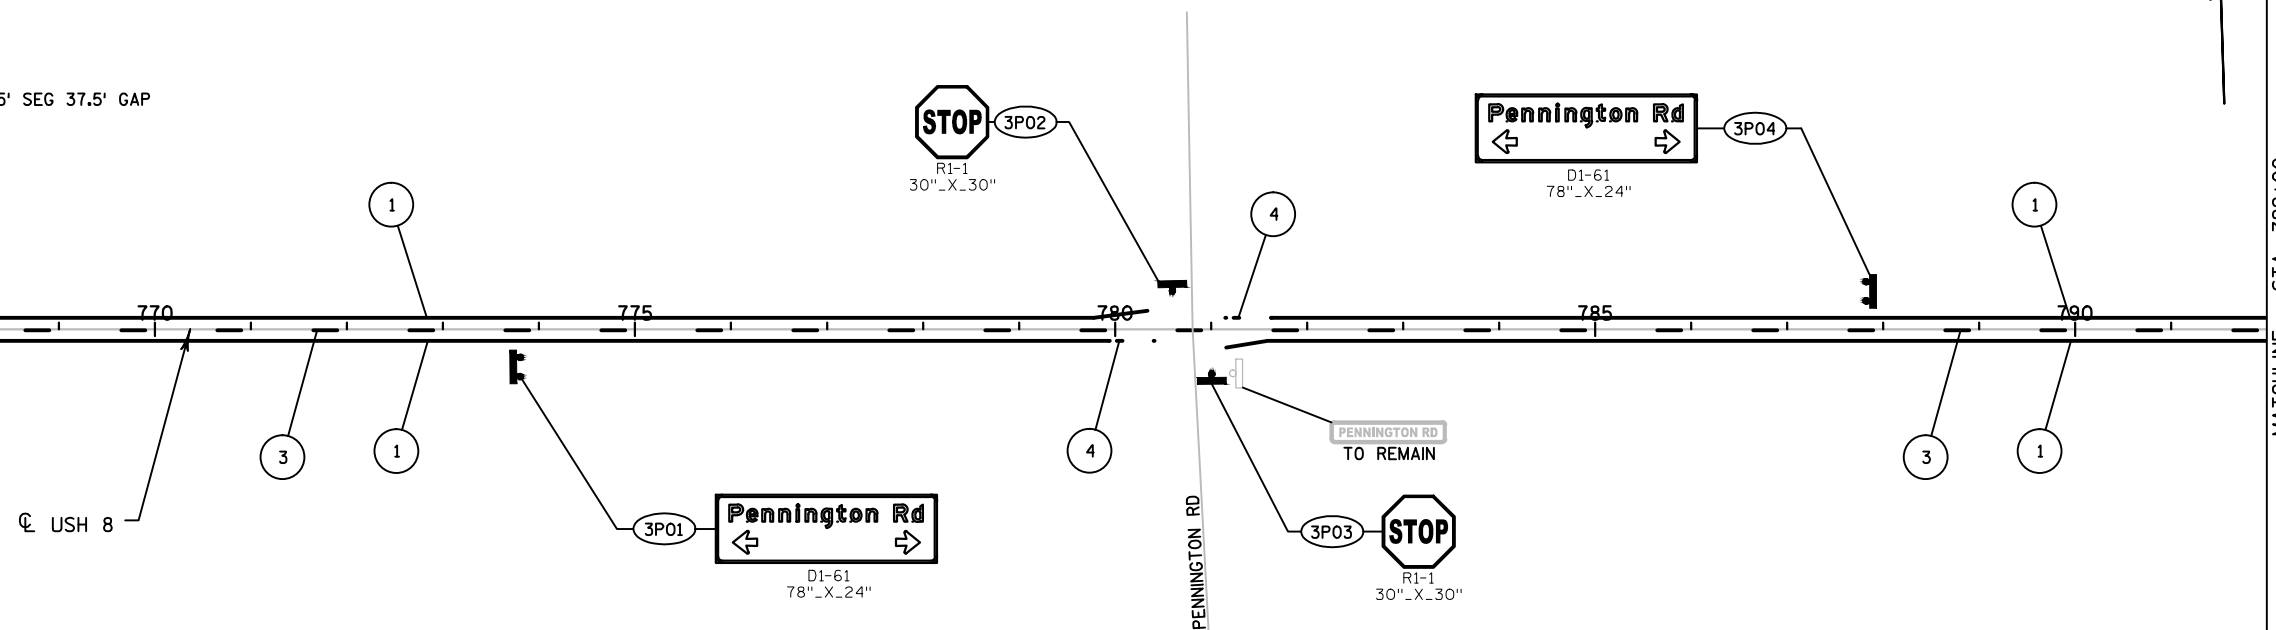 SEG 37.5' GAP
STOP
3P02
R1-1
30"_X_30"
Pennington Rd
3P04
D1-61
78"_X_24"
1
4
1
770
775
780
785
790
3
1
4
PENNINGTON RD
TO REMAIN
3
1
℄ USH 8
3P01
Pennington Rd
D1-61
78"_X_24"
PENNINGTON RD
3P03
STOP
R1-1
30"_X_30"